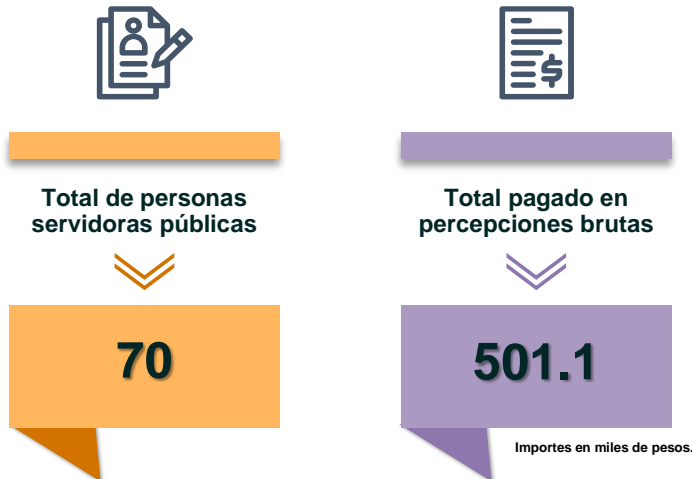 Total de personas
servidoras públicas
70
Total pagado en
percepciones brutas
501.1
Importes en miles de pesos.